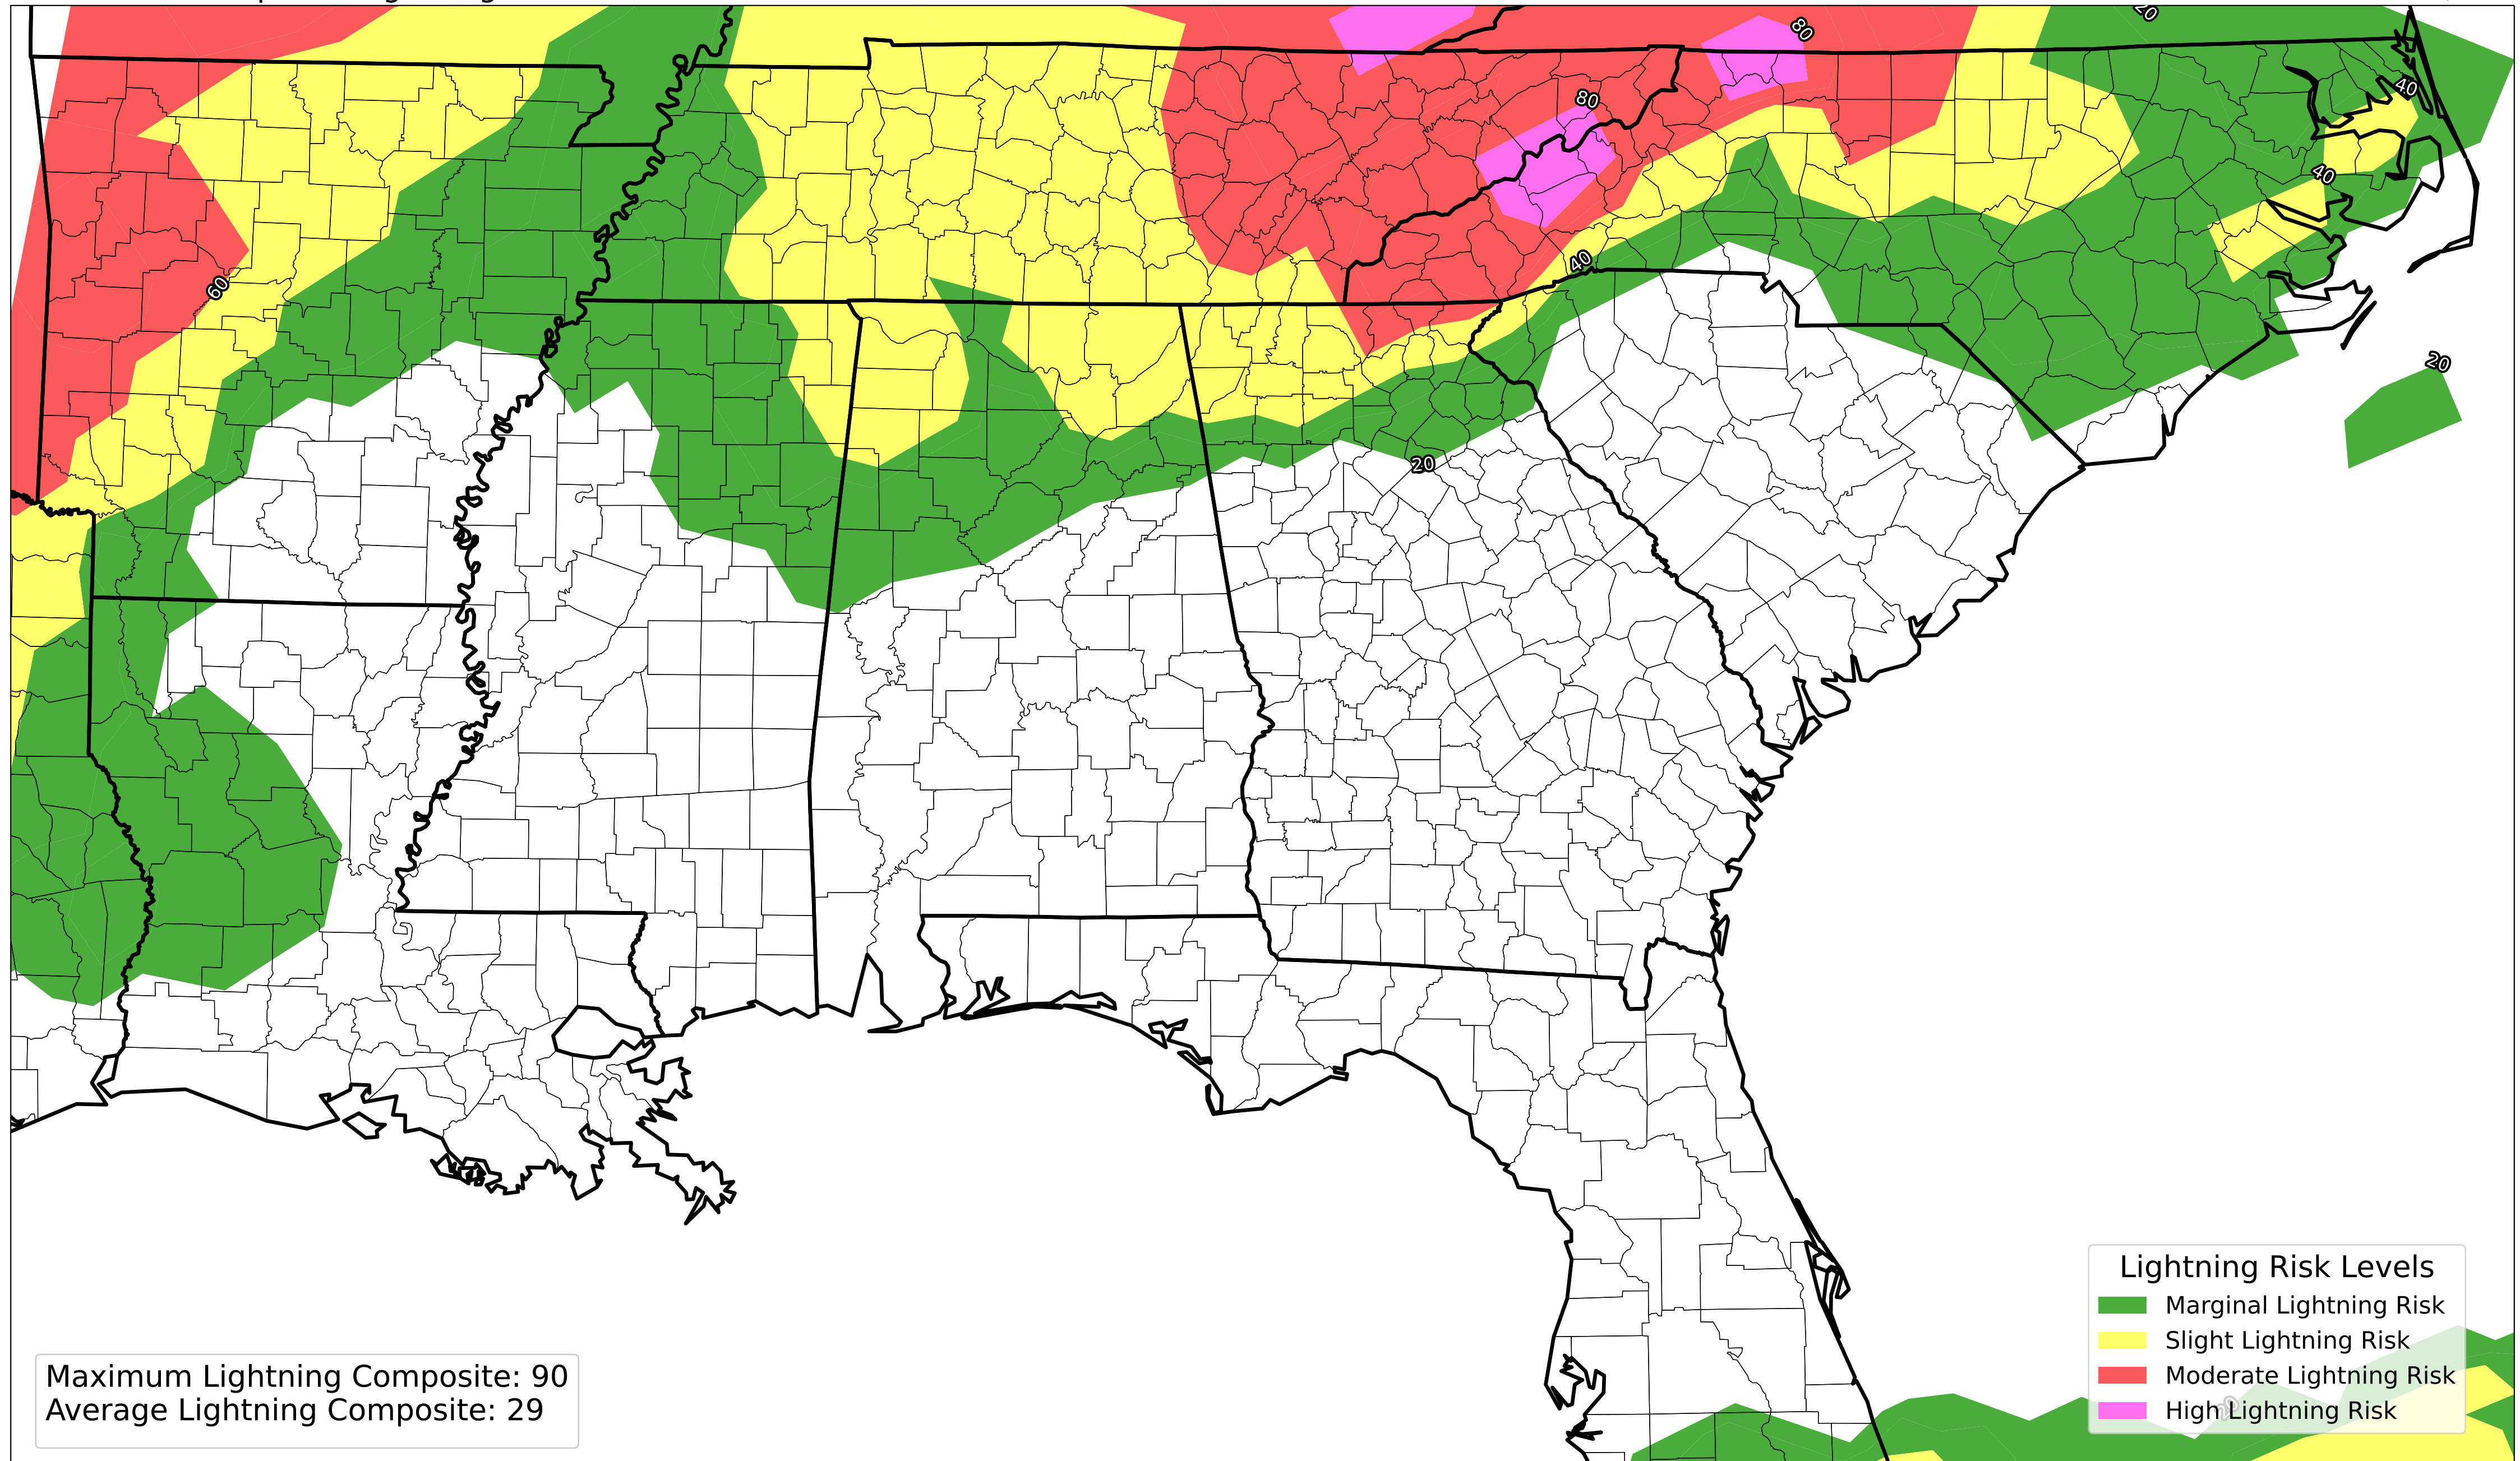 20
80
40
80
40
40
60
20
20
Lightning Risk Levels
Marginal Lightning Risk
Slight Lightning Risk
Moderate Lightning Risk
High Lightning Risk
Maximum Lightning Composite: 90
Average Lightning Composite: 29